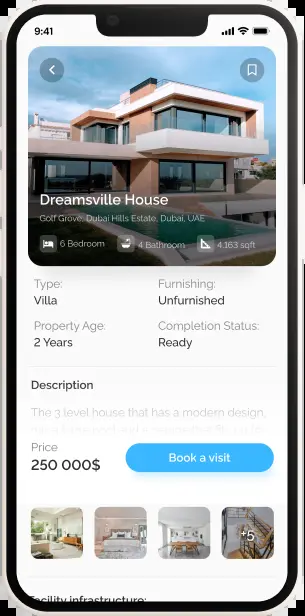 9:41
Dreamsville House
Golf Grove, Dubai Hills Estate, Dubai, UAE
6 Bedroom 4 Bathroom 4.163 sqft
Type: Furnishing:
Villa Unfurnished
Property Age: Completion Status:
2 Years Ready
Description
The 3 level house that has a modern design,
Price
250 000$ Book a visit
+5
Facility infrastructure: